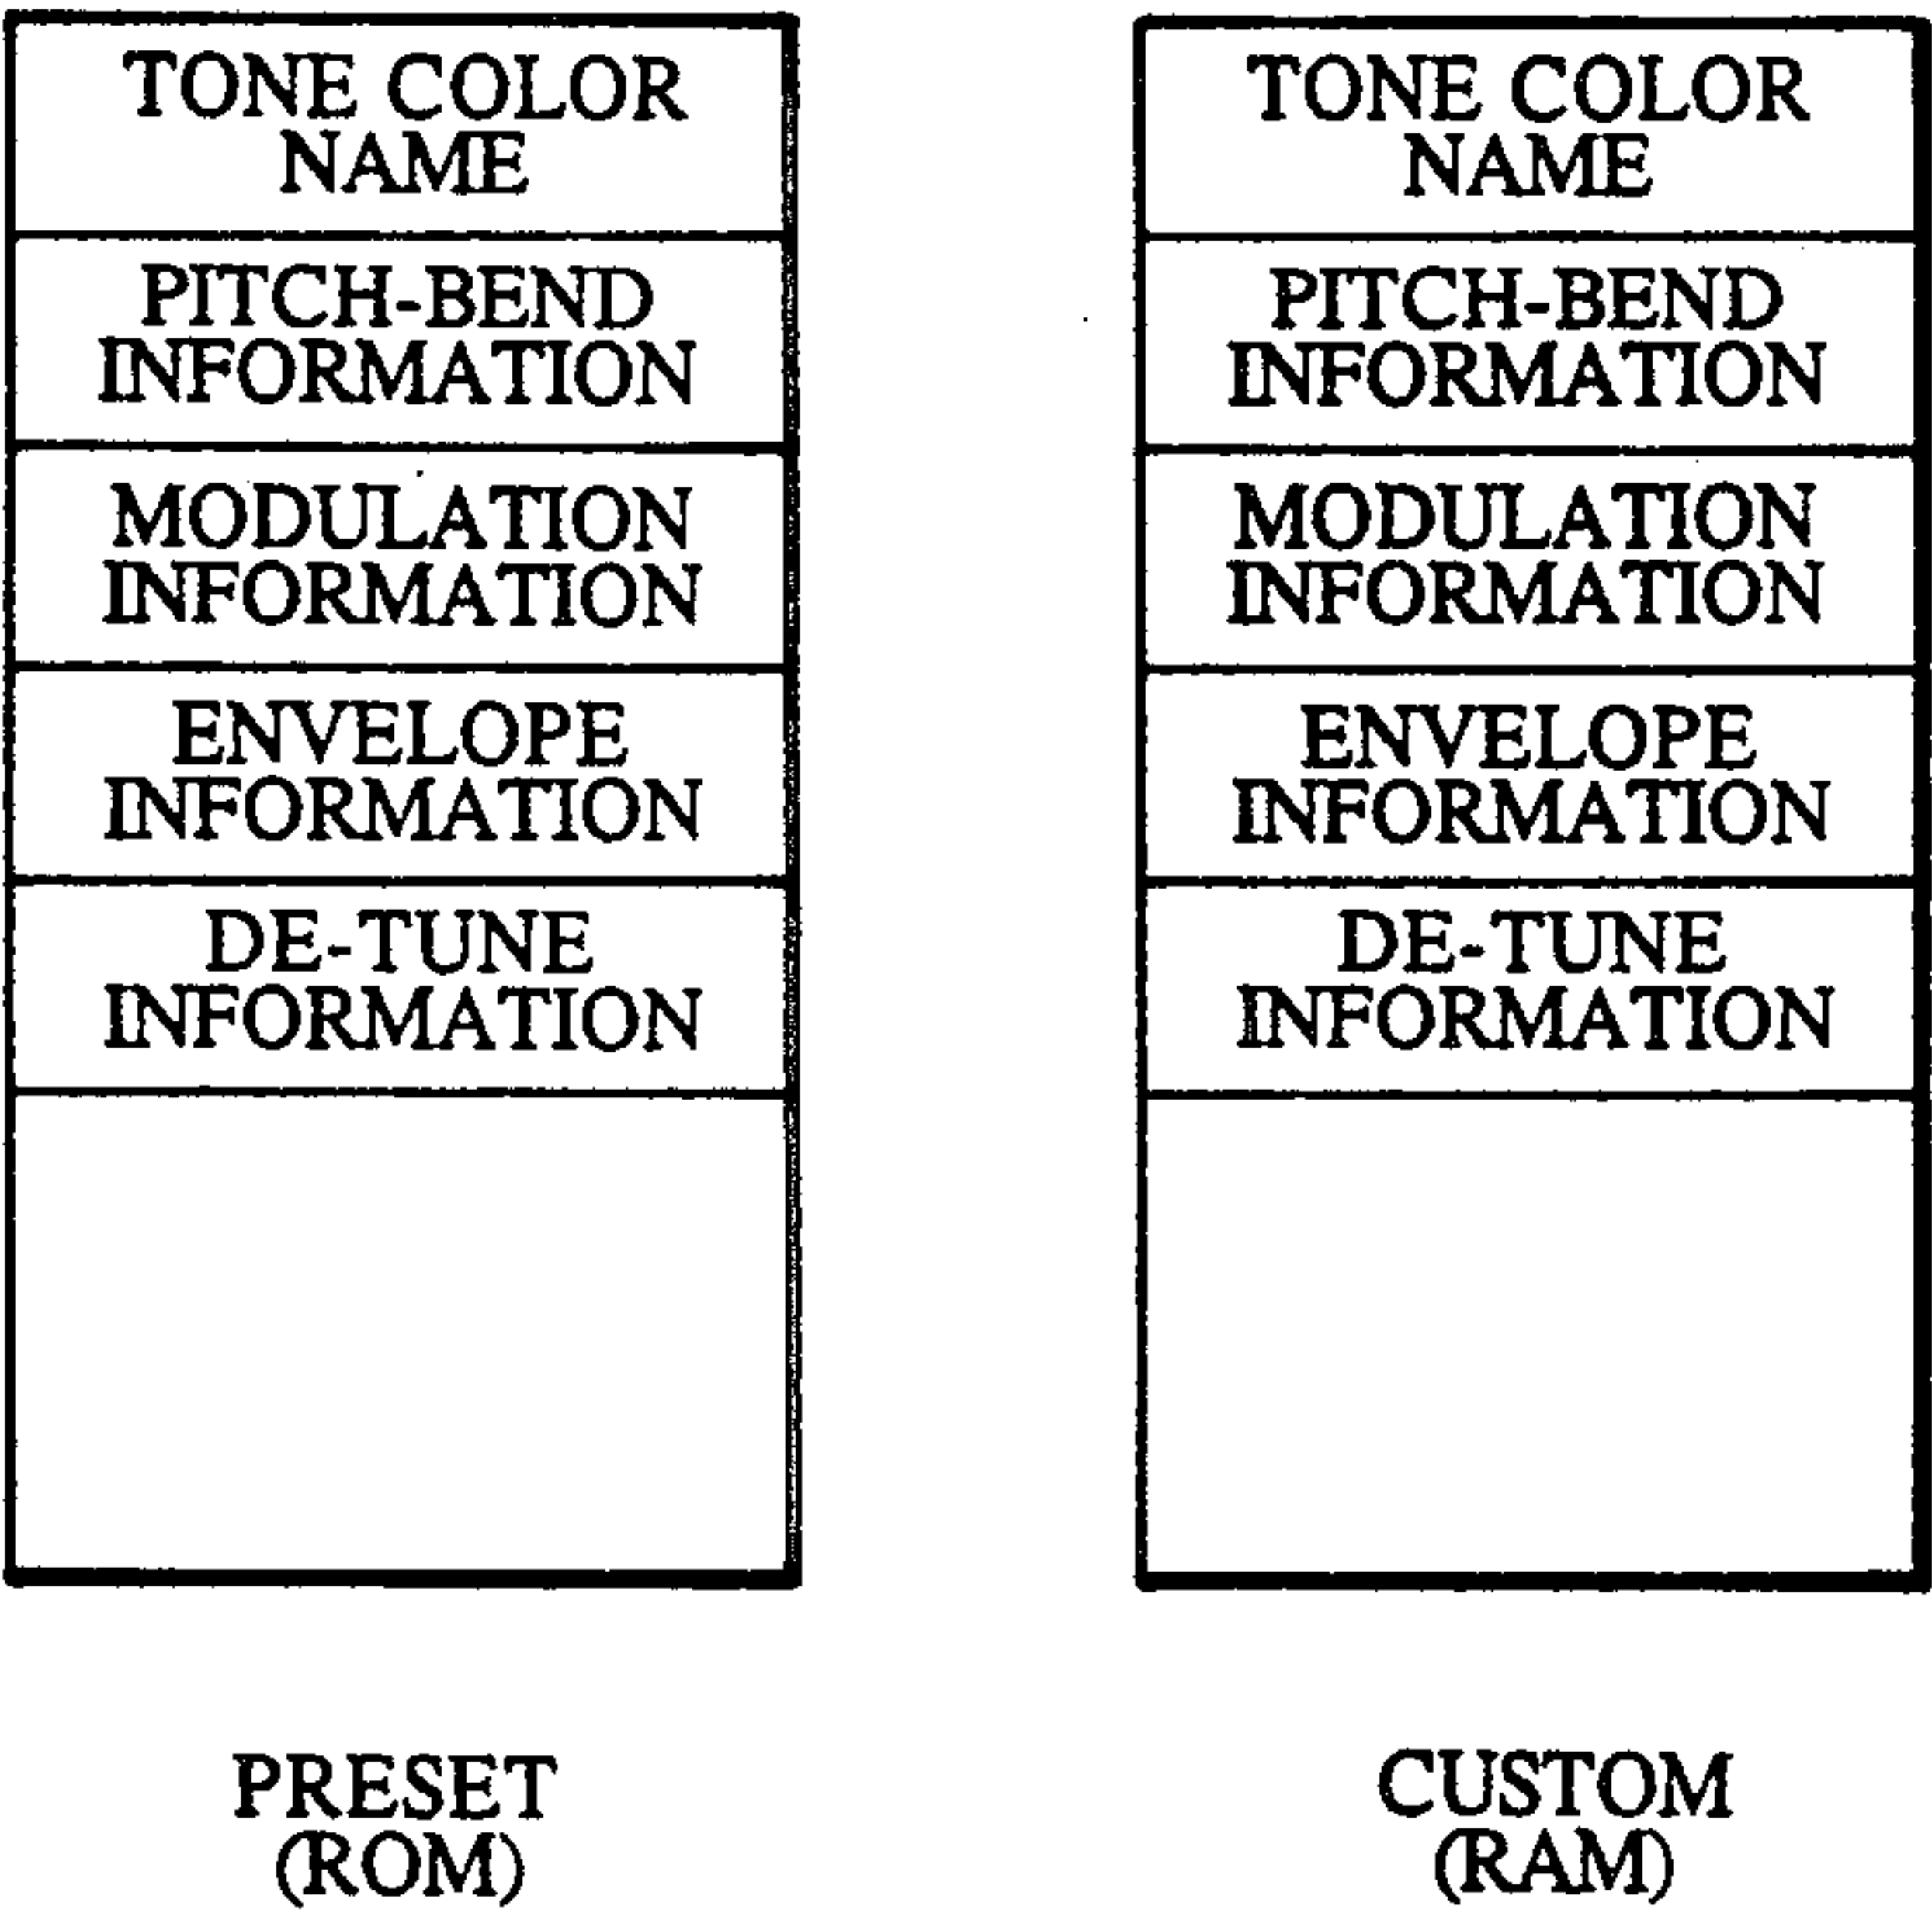 TONE COLOR
NAME
PITCH-BEND
INFORMATION
MODULATION
INFORMATION
ENVELOPE
INFORMATION
DE-TUNE
INFORMATION
PRESET
(ROM)
TONE COLOR
NAME
PITCH-BEND
INFORMATION
MODULATION
INFORMATION
ENVELOPE
INFORMATION
DE-TUNE
INFORMATION
CUSTOM
(RAM)